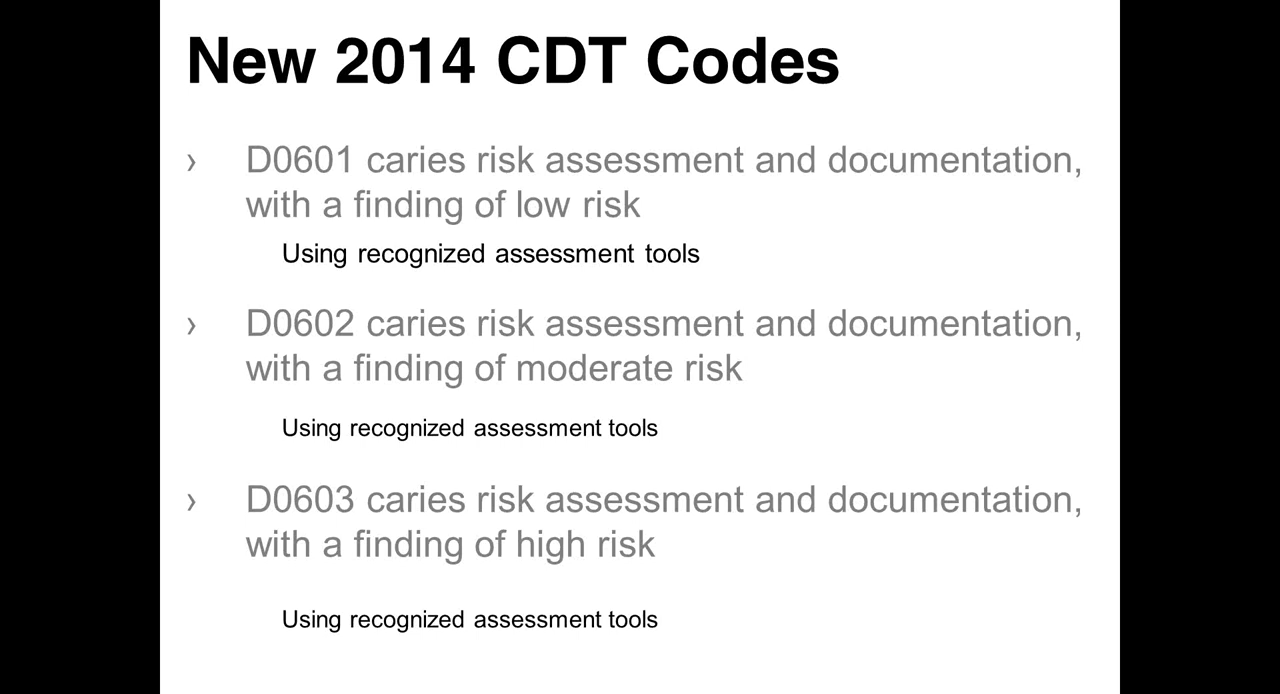 New 2014 CDT Codes
› D0601 caries risk assessment and documentation,
with a finding of low risk
Using recognized assessment tools
› D0602 caries risk assessment and documentation,
with a finding of moderate risk
Using recognized assessment tools
› D0603 caries risk assessment and documentation,
with a finding of high risk
Using recognized assessment tools